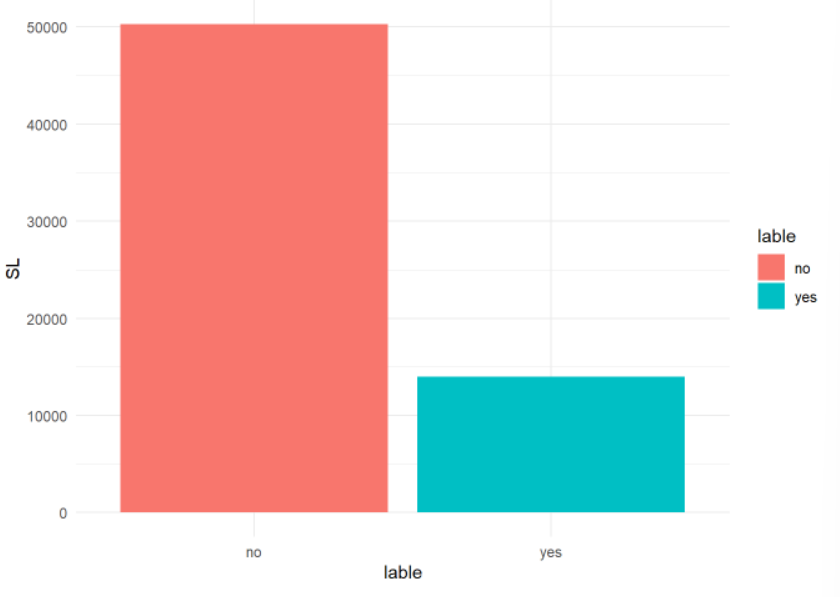 50000
40000
30000
20000
10000
0
SL
no
yes
lable
lable
no
yes